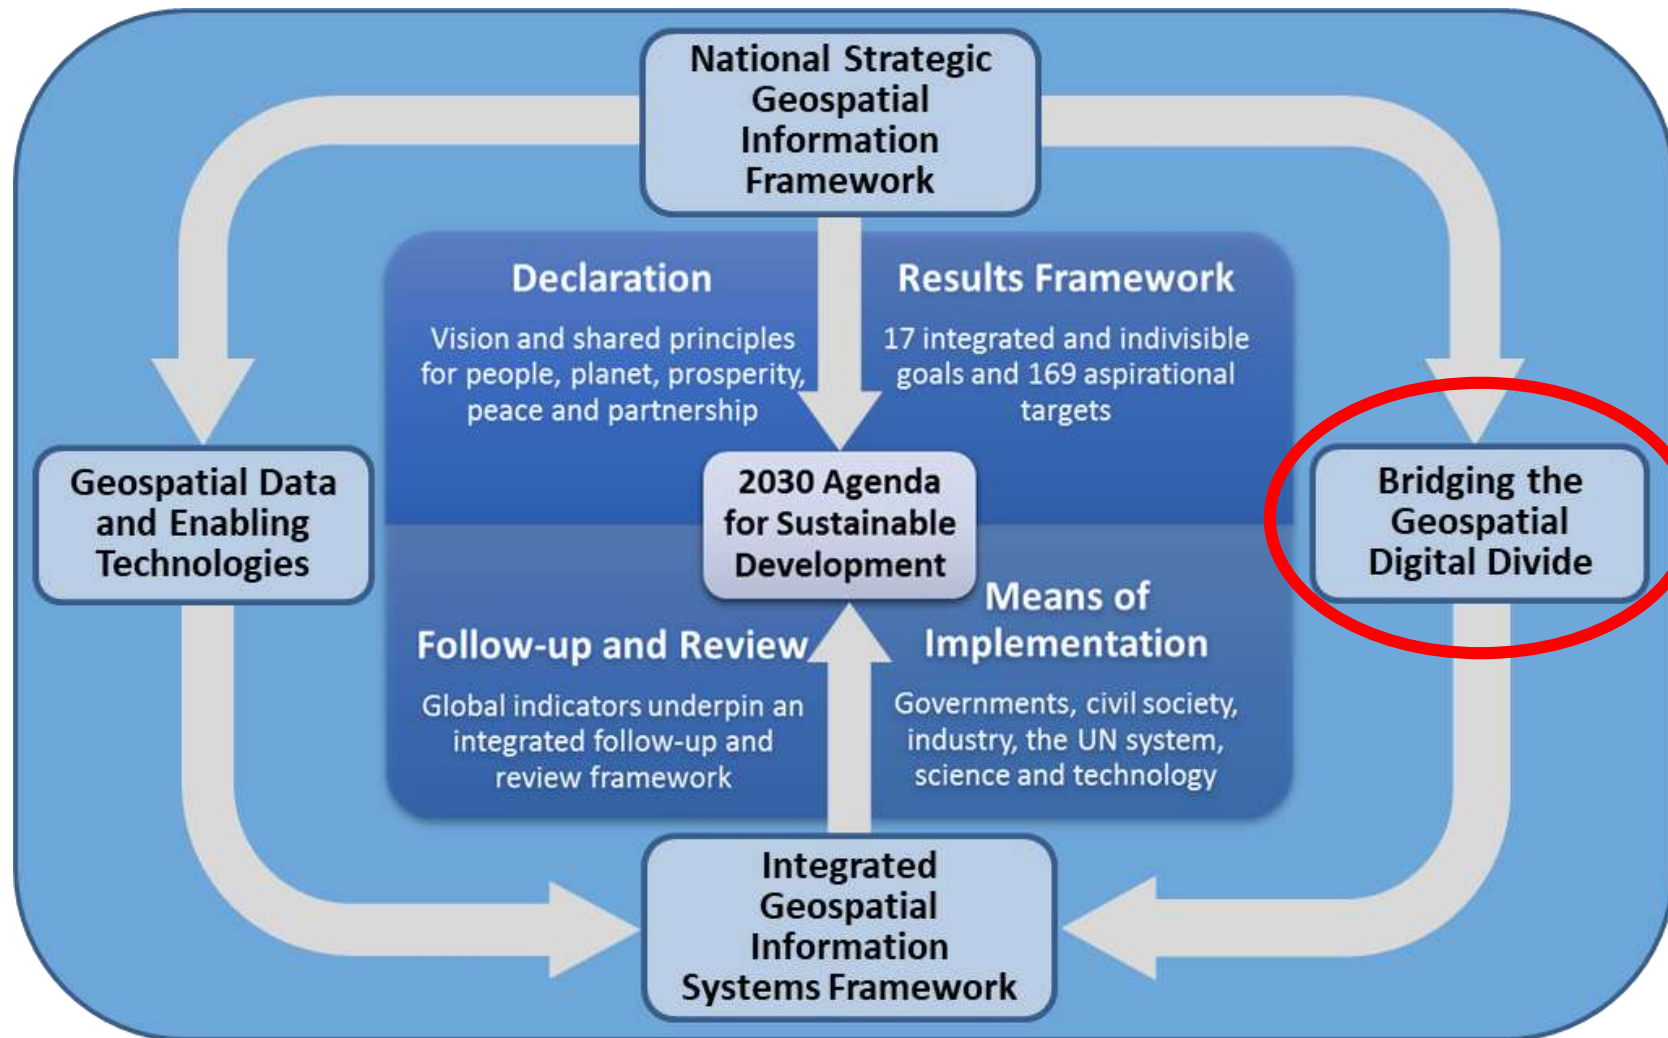 National Strategic
Geospatial
Information
Framework
Declaration
Vision and shared principles
for people, planet, prosperity,
peace and partnership
Results Framework
17 integrated and indivisible
goals and 169 aspirational
targets
Geospatial Data
and Enabling
Technologies
2030 Agenda
for Sustainable
Development
Bridging the
Geospatial
Digital Divide
Follow-up and Review
Global indicators underpin an
integrated follow-up and
review framework
Means of
Implementation
Governments, civil society,
industry, the UN system,
science and technology
Integrated
Geospatial
Information
Systems Framework